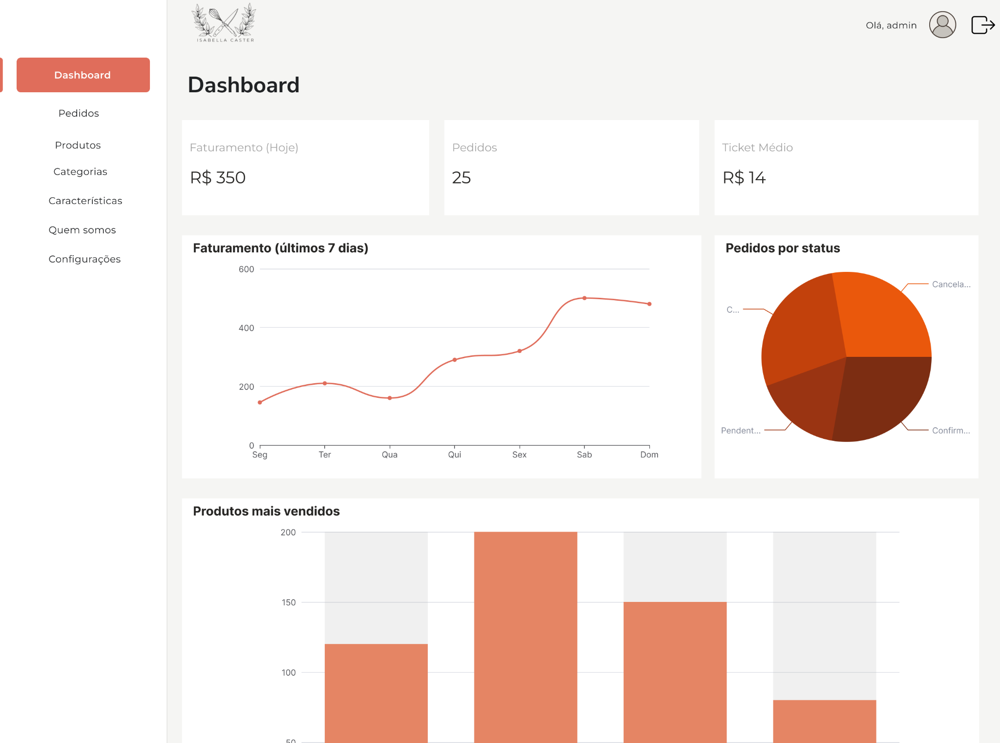 ISABELLA CASTER
Olá, admin
Dashboard
Pedidos
Produtos
Categorias
Características
Quem somos
Configurações
Dashboard
Faturamento (Hoje)
R$ 350
Pedidos
25
Ticket Médio
R$ 14
Faturamento (últimos 7 dias)
600
400
200
0
Seg Ter Qua Qui Sex Sab Dom
Pedidos por status
Cancela...
C...
Pendent...
Confirm...
Produtos mais vendidos
200
150
100
50